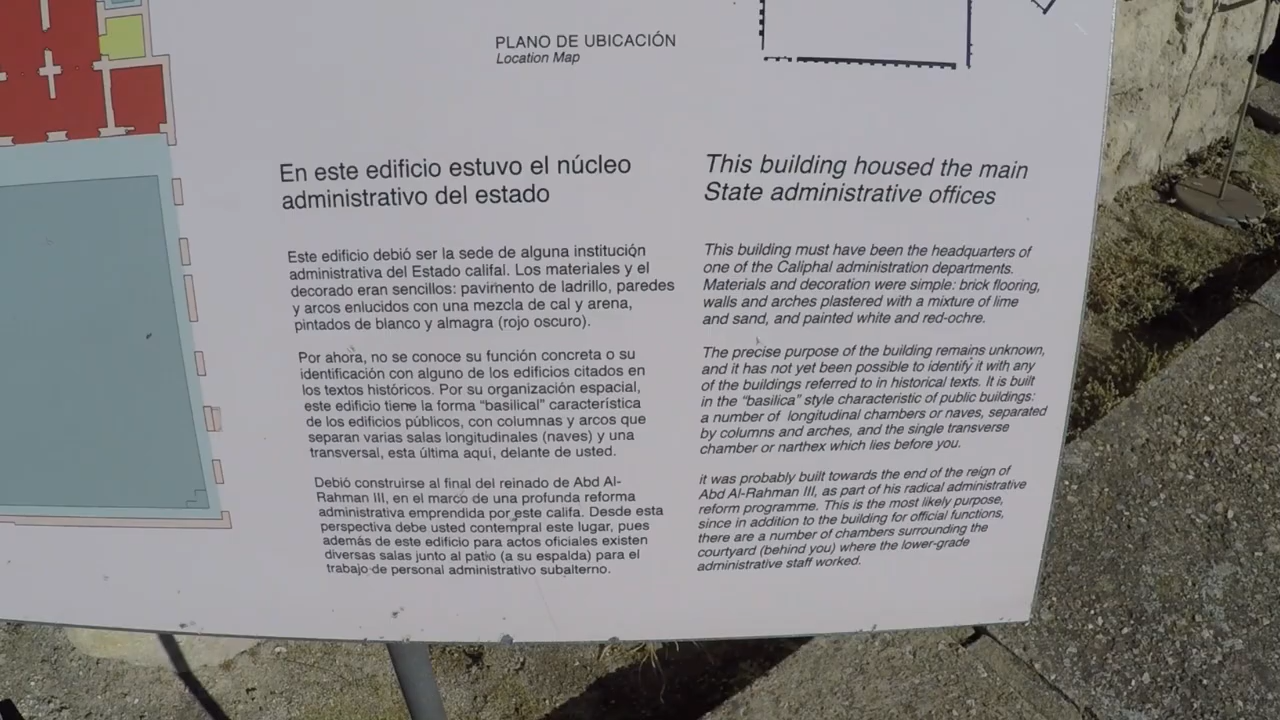 PLANO DE UBICACIÓN
Location Map
En este edificio estuvo el núcleo
administrativo del estado
Este edificio debió ser la sede de alguna institución
administrativa del Estado califal. Los materiales y el
decorado eran sencillos: pavimento de ladrillo, paredes
y arcos enlucidos con una mezcla de cal y arena,
pintados de blanco y almagra (rojo oscuro).
Por ahora, no se conoce su función concreta o su
identificación con alguno de los edificios citados en
los textos históricos. Por su organización espacial,
este edificio tiene la forma "basilical" característica
de los edificios públicos, con columnas y arcos que
separan varias salas longitudinales (naves) y una
transversal, esta última aquí, delante de usted.
Debió construirse al final del reinado de Abd Al-
Rahman III, en el marco de una profunda reforma
administrativa emprendida por este califa. Desde esta
perspectiva debe usted contempral este lugar, pues
además de este edificio para actos oficiales existen
diversas salas junto al patio (a su espalda) para el
trabajo de personal administrativo subalterno.
This building housed the main
State administrative offices
This building must have been the headquarters of
one of the Caliphal administration departments.
Materials and decoration were simple: brick flooring,
walls and arches plastered with a mixture of lime
and sand, and painted white and red-ochre.
The precise purpose of the building remains unknown,
and it has not yet been possible to identify it with any
of the buildings referred to in historical texts. It is built
in the "basilica" style characteristic of public buildings:
a number of longitudinal chambers or naves, separated
by columns and arches, and the single transverse
chamber or narthex which lies before you.
it was probably built towards the end of the reign of
Abd Al-Rahman III, as part of his radical administrative
reform programme. This is the most likely purpose,
since in addition to the building for official functions,
there are a number of chambers surrounding the
courtyard (behind you) where the lower-grade
administrative staff worked.